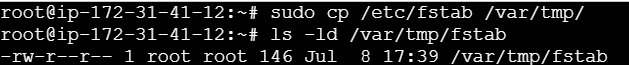 root@ip-172-31-41-12:~# sudo cp /etc/fstab /var/tmp/
root@ip-172-31-41-12:~# ls -ld /var/tmp/fstab
-rw-r--r-- 1 root root 146 Jul  8 17:39 /var/tmp/fstab